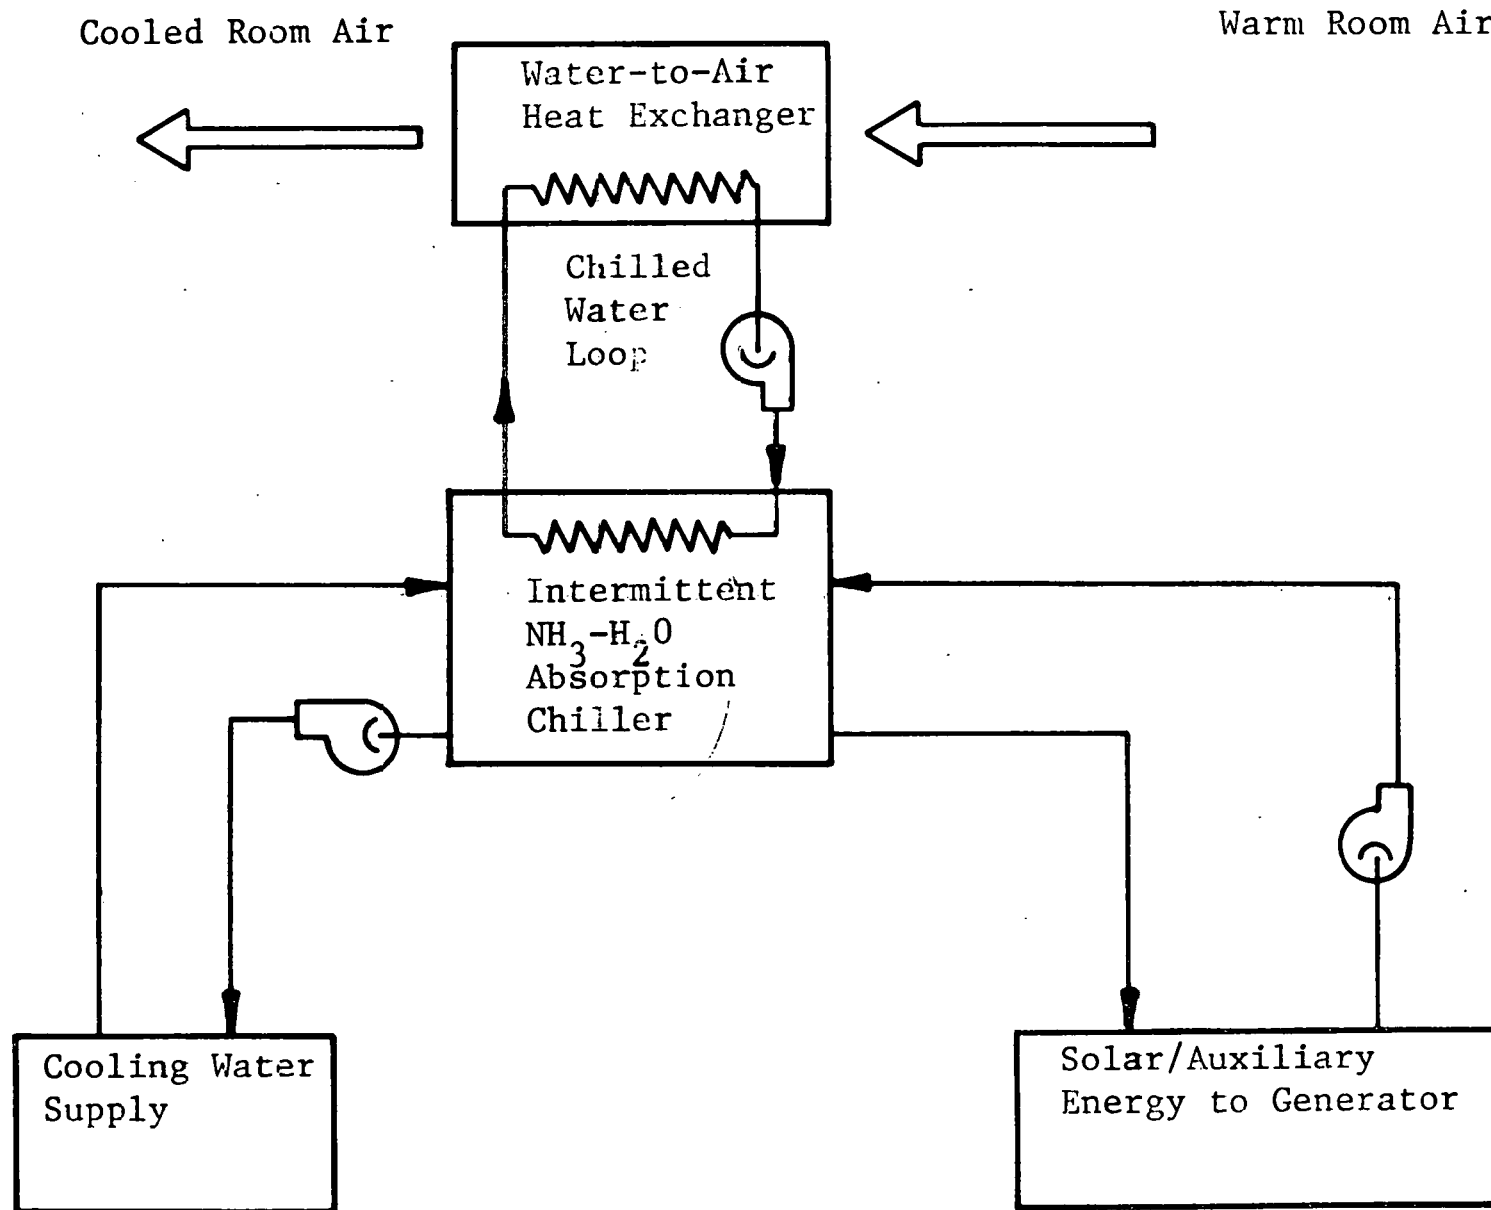 Cooled Room Air
Warm Room Air
Water-to-Air
Heat Exchanger
Chilled
Water
Loop
Intermittent
NH₃-H₂O
Absorption
Chiller
Cooling Water
Supply
Solar/Auxiliary
Energy to Generator